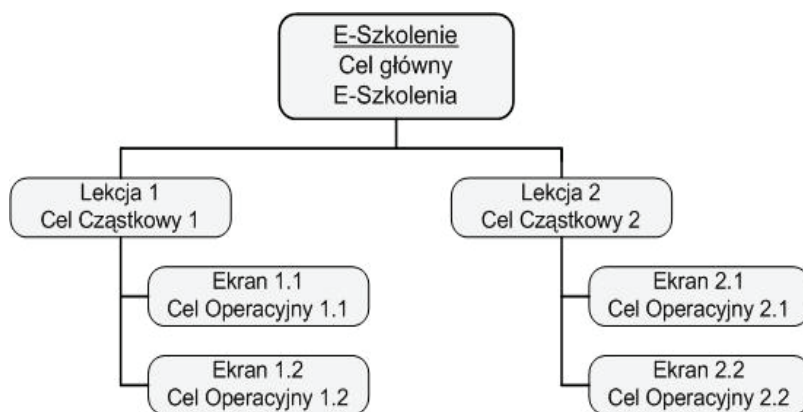 E-Szkolenie
Cel główny
E-Szkolenia
Lekcja 1
Cel Cząstkowy 1
Ekran 1.1
Cel Operacyjny 1.1
Ekran 1.2
Cel Operacyjny 1.2
Lekcja 2
Cel Cząstkowy 2
Ekran 2.1
Cel Operacyjny 2.1
Ekran 2.2
Cel Operacyjny 2.2